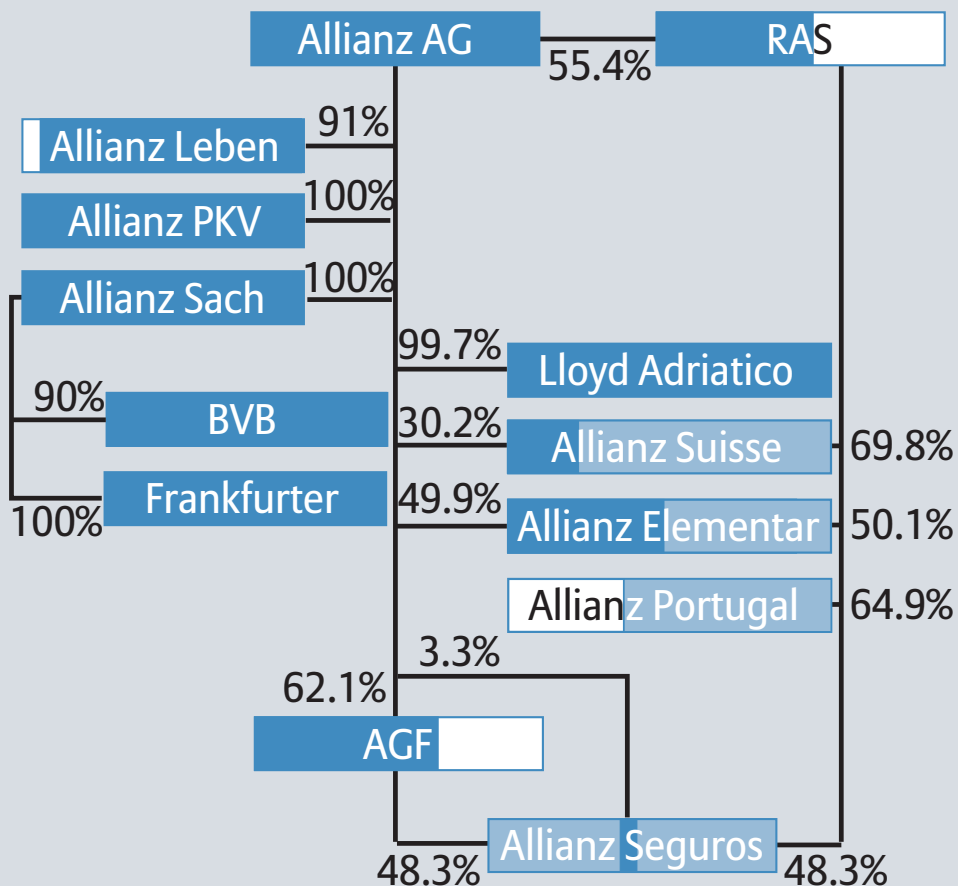 Allianz AG
RAS
55.4%
91%
Allianz Leben
100%
Allianz PKV
100%
Allianz Sach
99.7%
Lloyd Adriatico
90%
BVB
30.2%
Allianz Suisse
69.8%
Frankfurter
100%
49.9%
Allianz Elementar
50.1%
Allianz Portugal
64.9%
3.3%
62.1%
AGF
Allianz Seguros
48.3%
48.3%